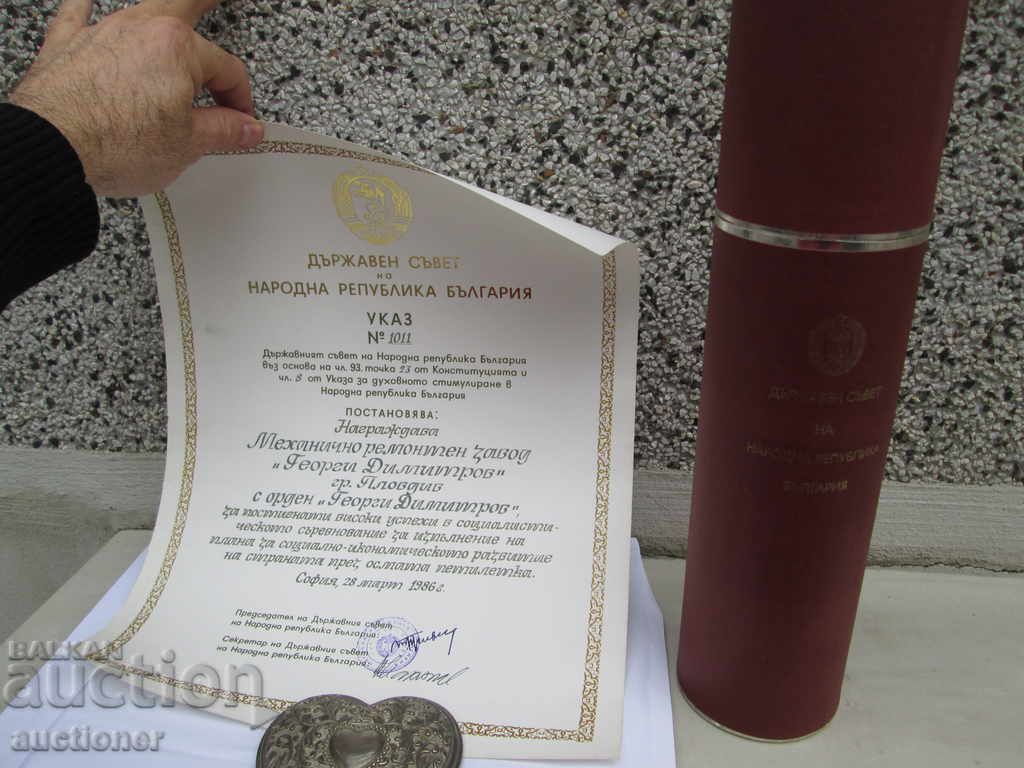 ДЪРЖАВЕН СЪВЕТ
на
НАРОДНА РЕПУБЛИКА БЪЛГАРИЯ
УКАЗ
№ 1011
Държавният съвет на Народна република България
въз основа на чл. 93, точка 23 от Конституцията и
чл. 8 от Указа за духовното стимулиране в
Народна република България
ПОСТАНОВЯВА:
Награждава
Механично ремонтен завод
„Георги Димитров"
гр. Пловдив
с орден „Георги Димитров",
за постигнати високи успехи в социалисти-
ческото съревнование за изпълнение на
плана за социално-икономическото развитие
на страната през осмата петилетка.
София, 28 март 1986 г.
Председател на Държавния съвет
на Народна република България:
Секретар на Държавния съвет
на Народна република България:
ДЪРЖАВЕН СЪВЕТ
НА
НАРОДНА РЕПУБЛИКА
БЪЛГАРИЯ
BALKAN
auction
auctioner